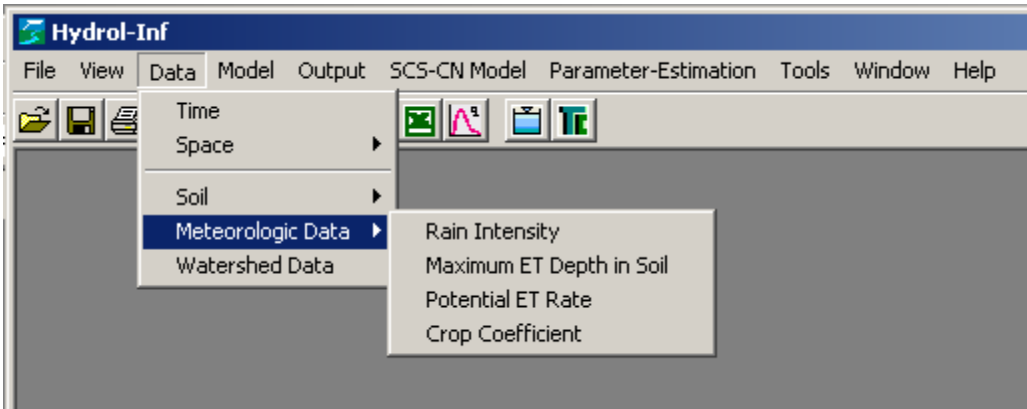 Hydrol-Inf
File View Data Model Output SCS-CN Model Parameter-Estimation Tools Window Help
Time
Space
Soil
Meteorologic Data
Watershed Data
Rain Intensity
Maximum ET Depth in Soil
Potential ET Rate
Crop Coefficient